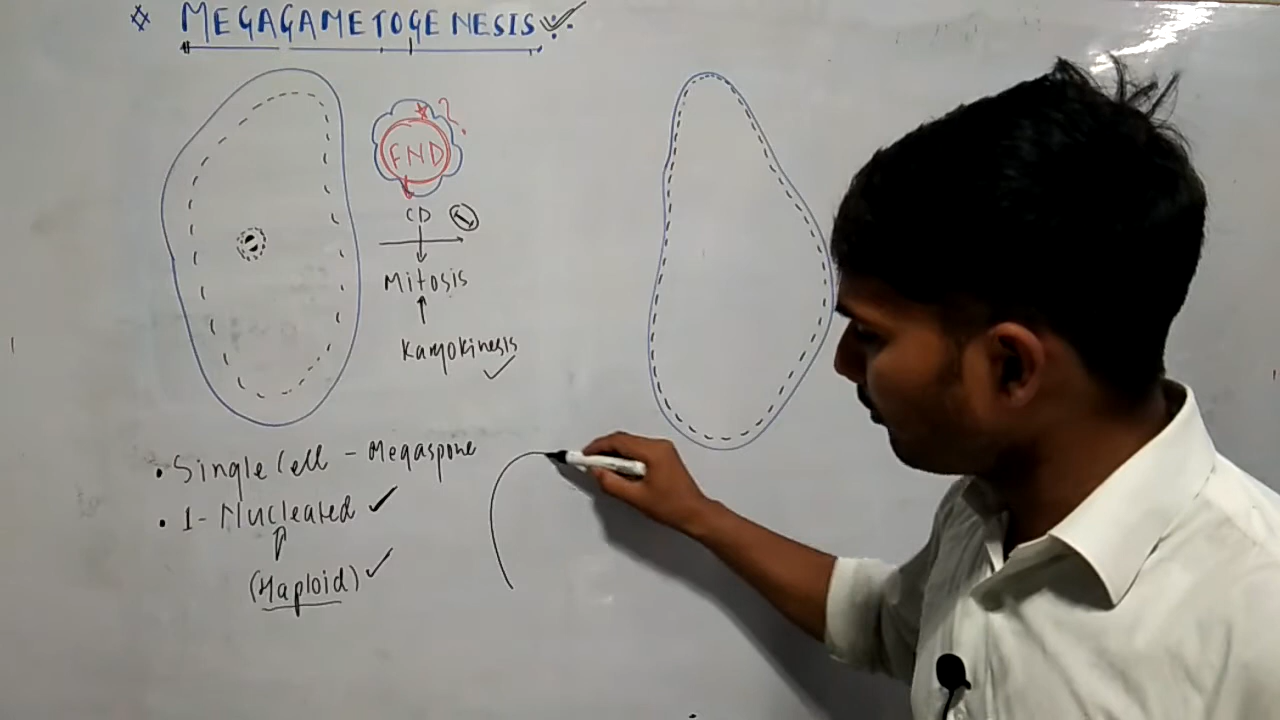 MEGAGAMETOGENESIS
FND ?
CD I
Mitosis
Karyokinesis
• Single Cell - Megaspore
• 1 - Nucleated
(Haploid)